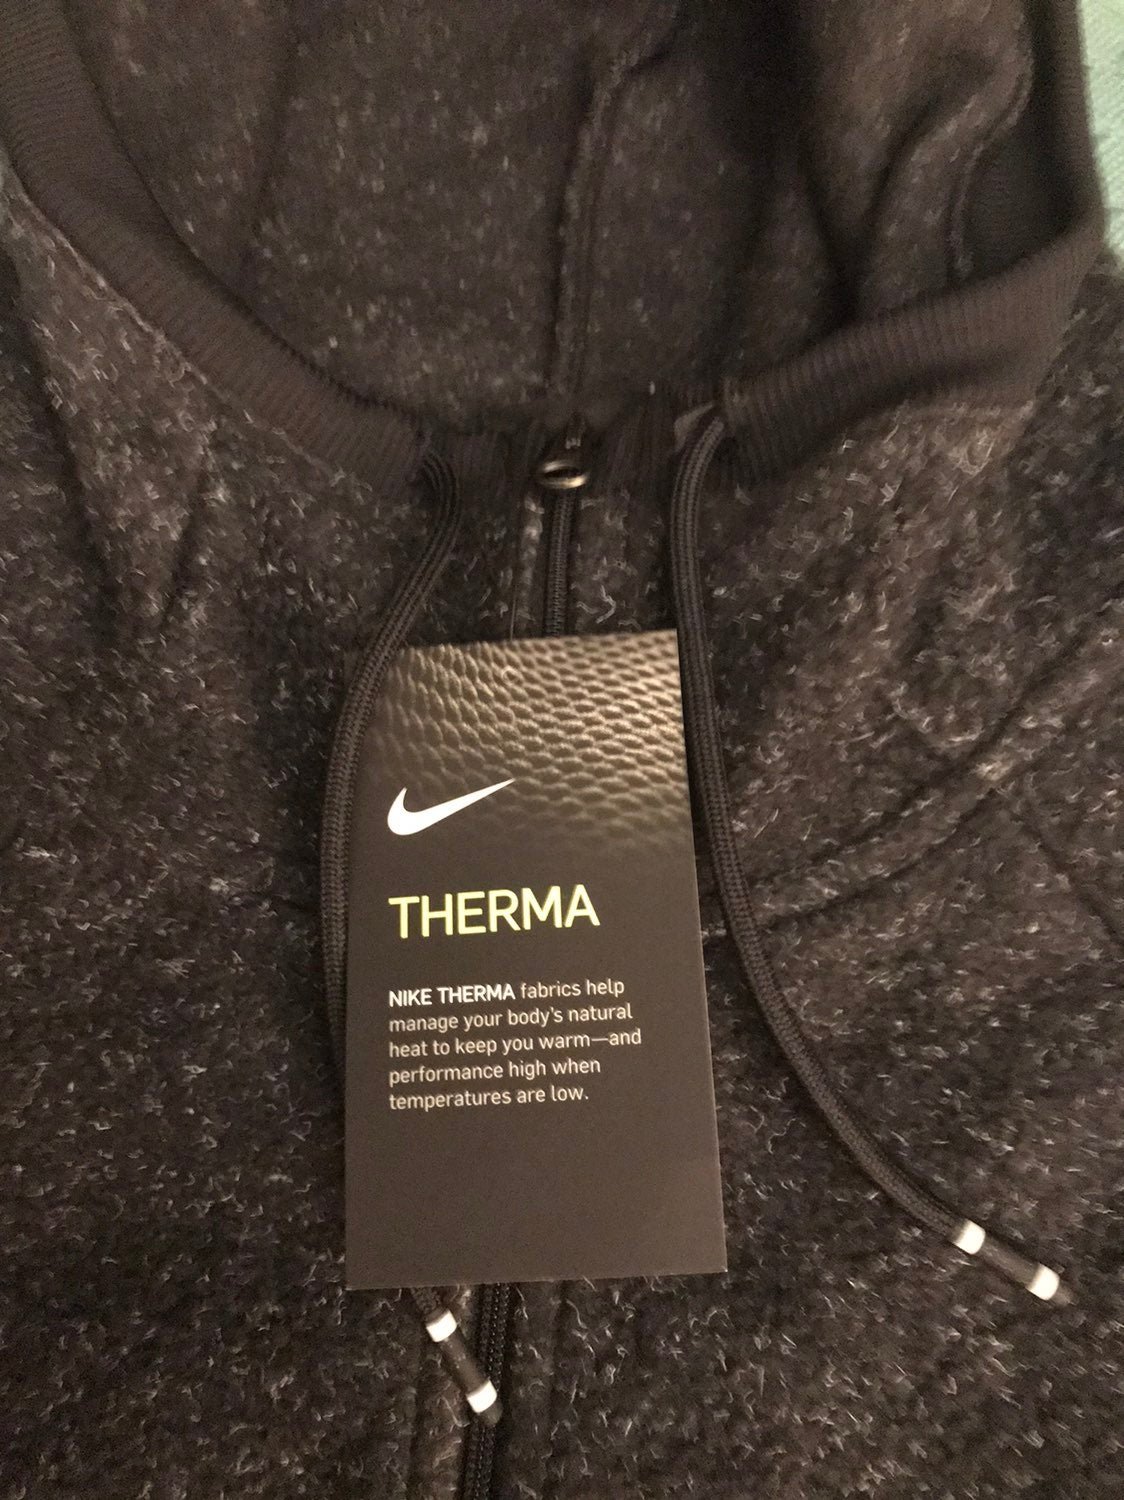 THERMA
NIKE THERMA fabrics help
manage your body's natural
heat to keep you warm—and
performance high when
temperatures are low.